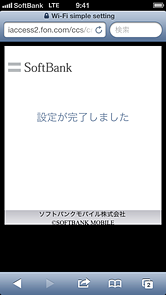 SoftBank LTE 9:41
Wi-Fi simple setting
iaccess2.fon.com/ccs/
検索
SoftBank
設定が完了しました
ソフトバンクモバイル株式会社
©SOFTBANK MOBILE
2